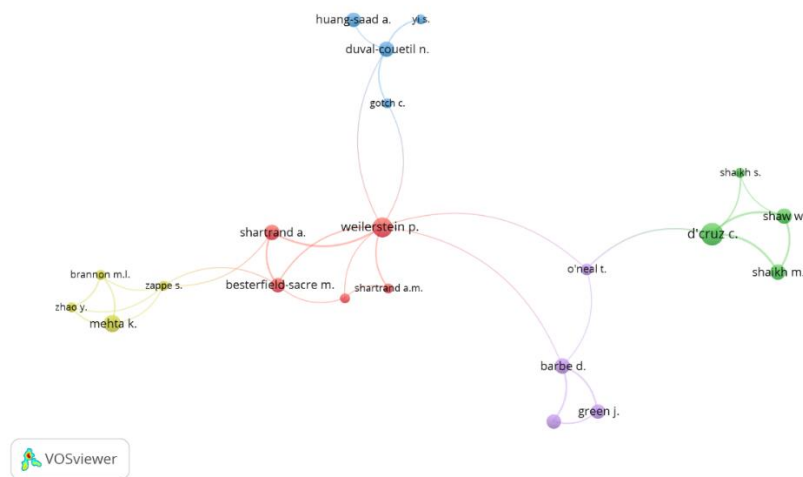 huang-saad a.
yi s.
duval-couetil n.
gotch c.
shaikh s.
shaw w.
d'cruz c.
shaikh m.
weilerstein p.
shartrand a.
o'neal t.
brannon m.l.
zappe s.
besterfield-sacre m.
shartrand a.m.
zhao y.
mehta k.
barbe d.
green j.
VOSviewer